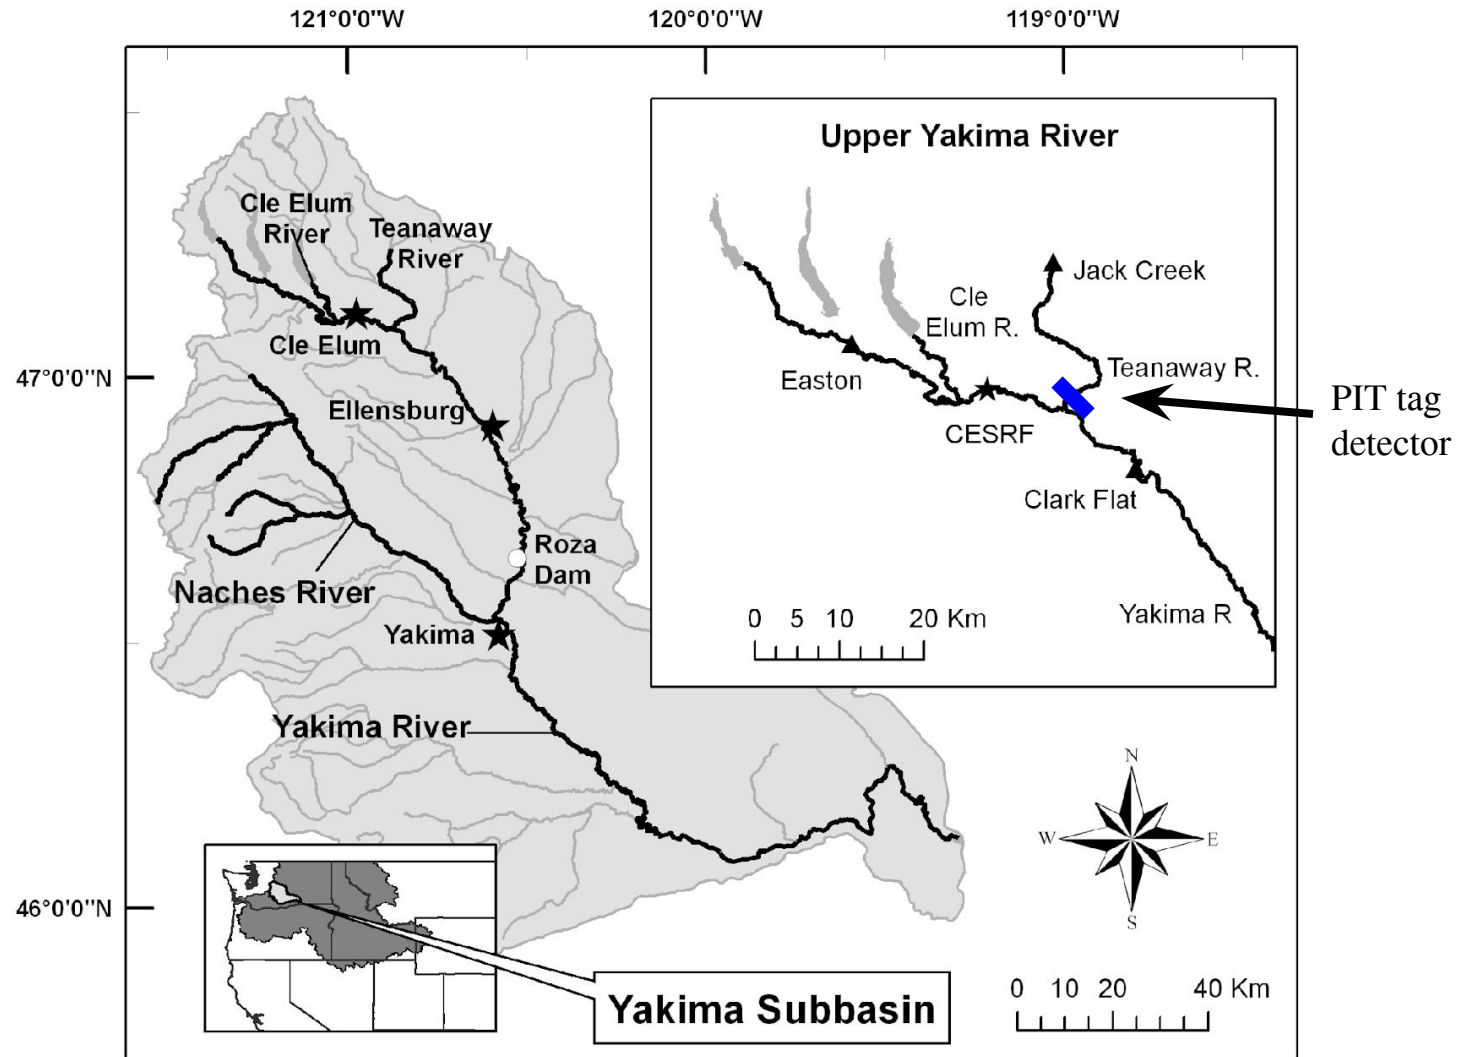 121°0'0"W
120°0'0"W
119°0'0"W
Upper Yakima River
Cle Elum
River
Teanaway
River
Cle Elum
Ellensburg
47°0'0"N
Roza
Dam
Naches River
Yakima
Yakima River
46°0'0"N
Jack Creek
Cle
Elum R.
Easton
Teanaway R.
CESRF
Clark Flat
Yakima R
0 5 10 20 Km
PIT tag
detector
N
W
E
S
Yakima Subbasin
0 10 20 40 Km